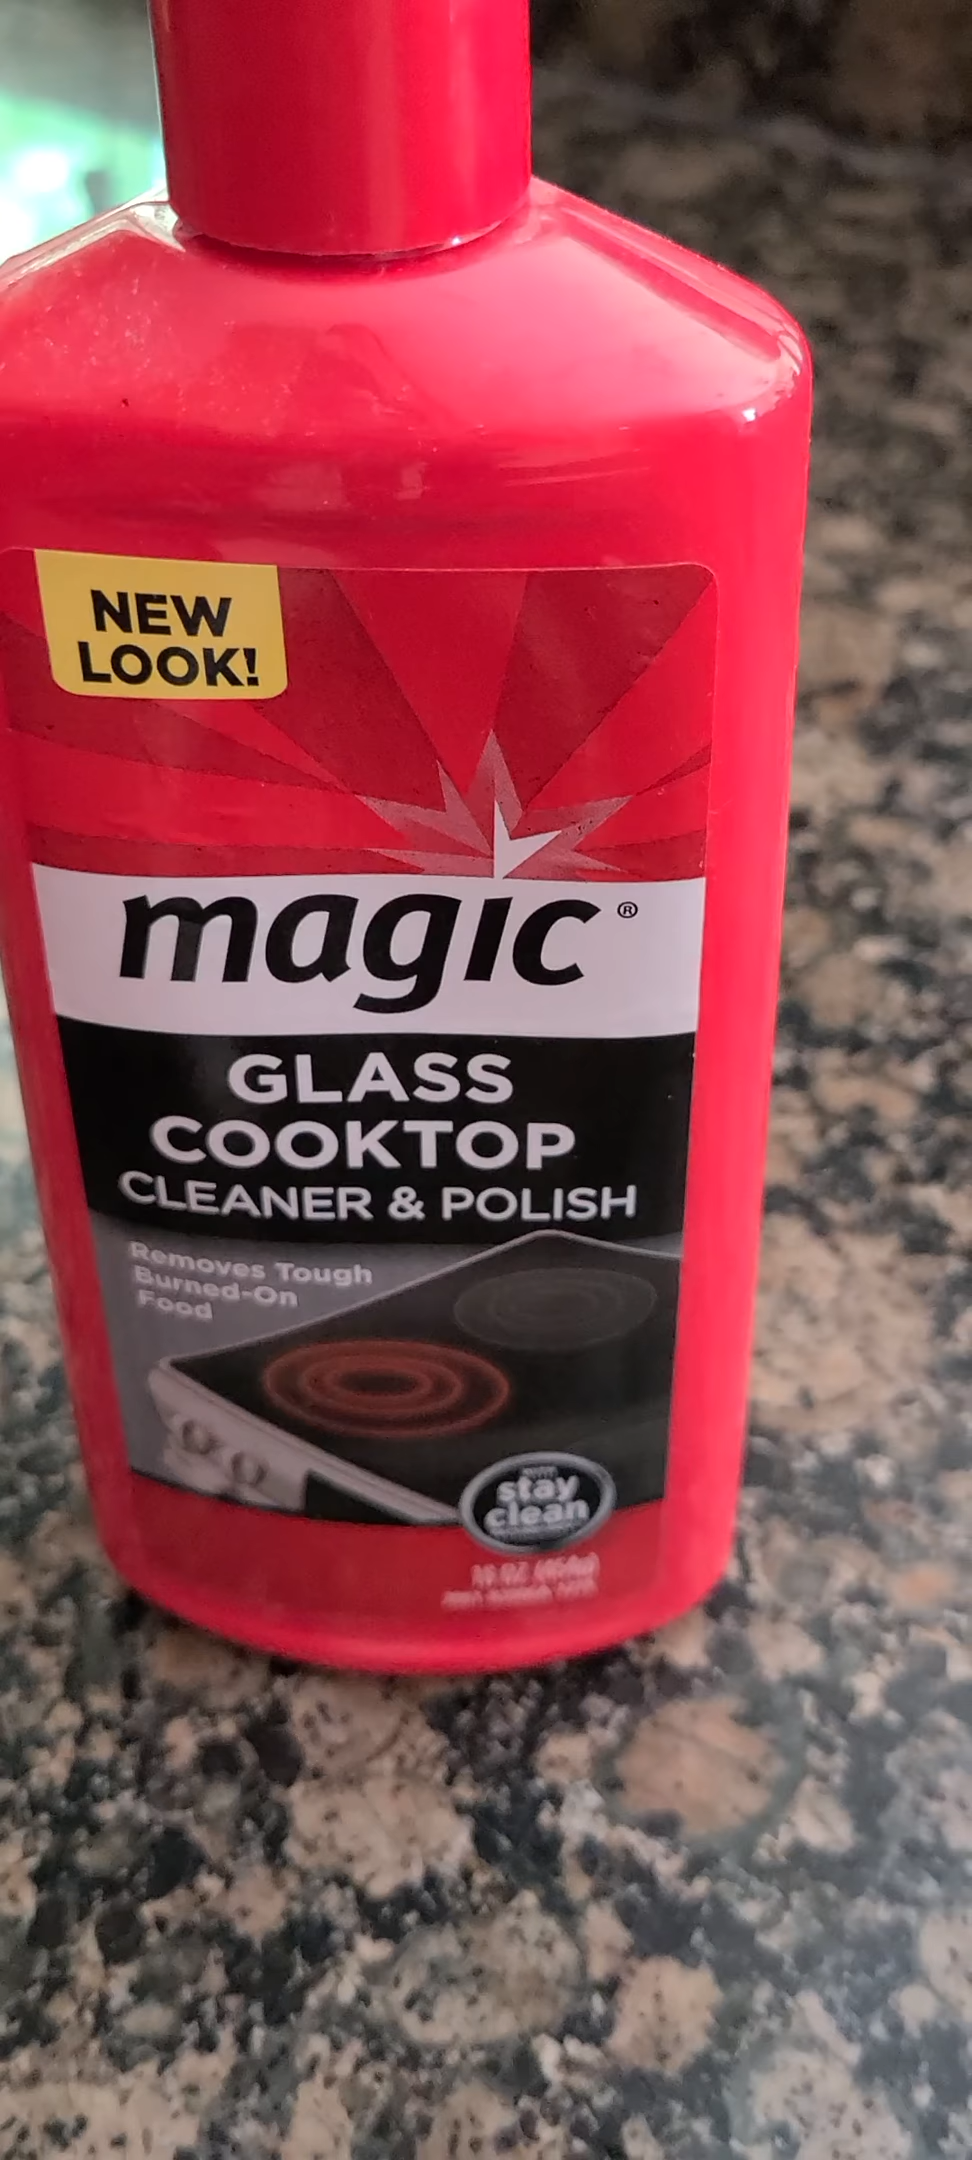 NEW
LOOK!
magic®
GLASS
COOKTOP
CLEANER & POLISH
Removes Tough
Burned-On
Food
stay
clean